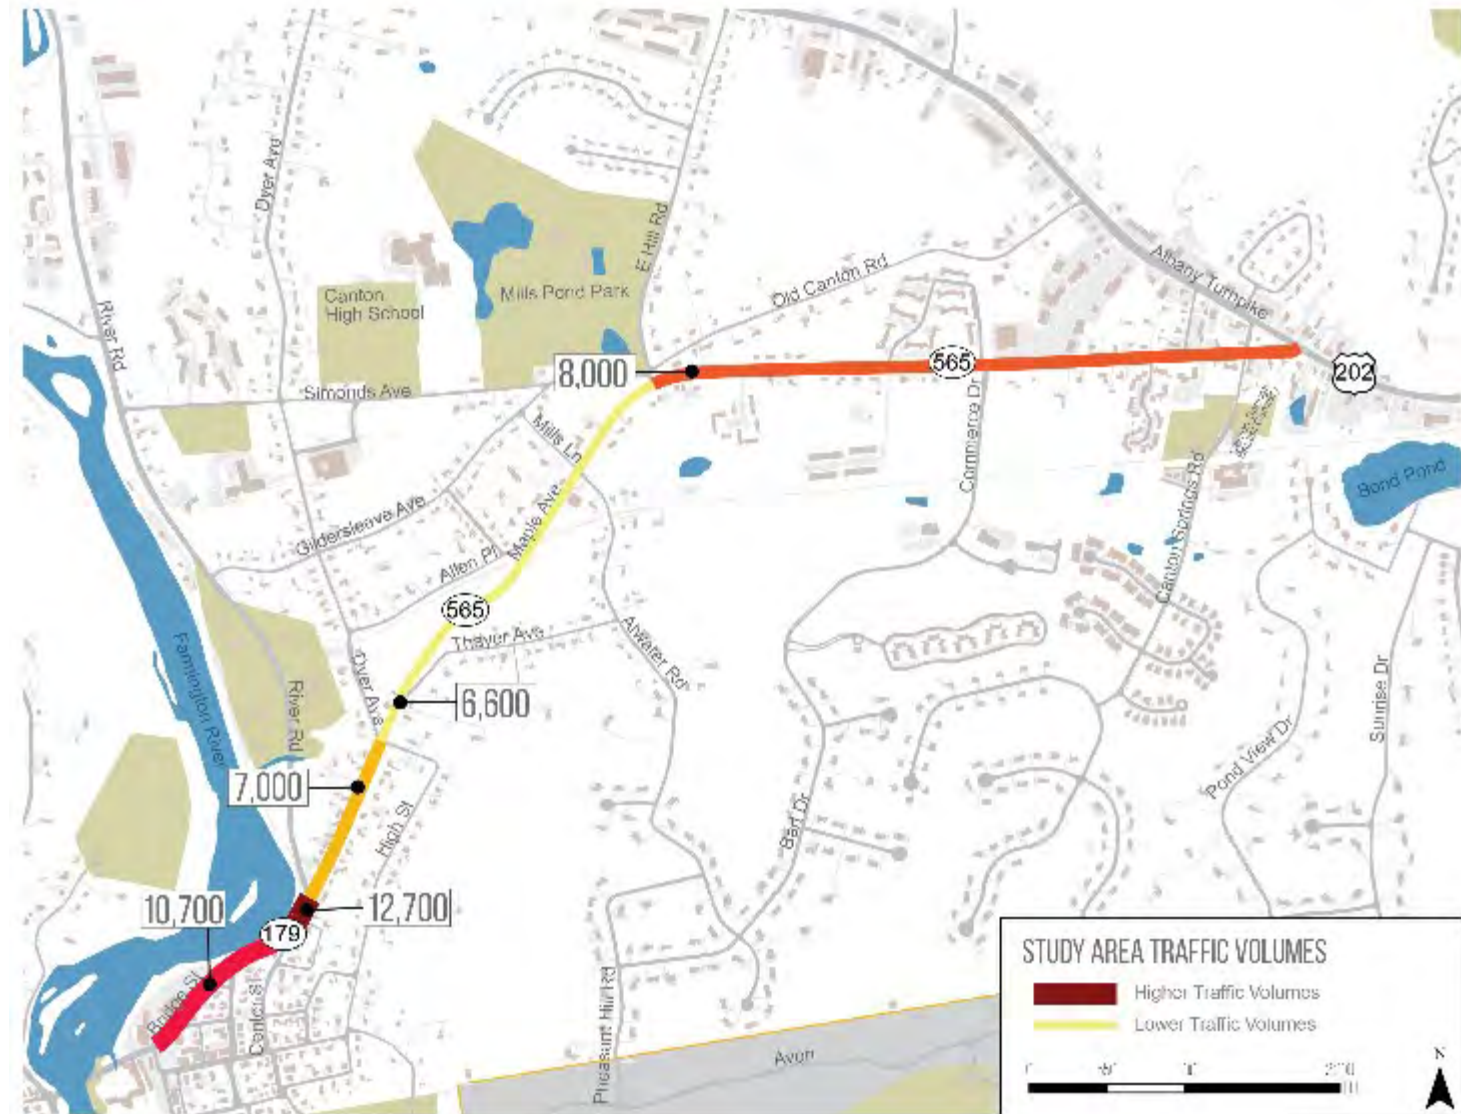 Dyer Ave
E Hill Rd
Albany Turnpike
Old Canton Rd
Canton
High School
Mills Pond Park
River Rd
8,000
565
202
Simonds Ave
Mills Ln
Commerce Dr
Bond Pond
Gildersleeve Ave
Maple Ave
Canton Springs Rd
Allen Pl
565
Thayer Ave
Atwater Rd
Farmington River
River Rd
Dyer Ave
6,600
Sunrise Dr
Pond View Dr
7,000
High St
Bart Dr
10,700
12,700
179
Bridge St
Center St
Pheasant Hill Rd
Avon
STUDY AREA TRAFFIC VOLUMES
Higher Traffic Volumes
Lower Traffic Volumes
N